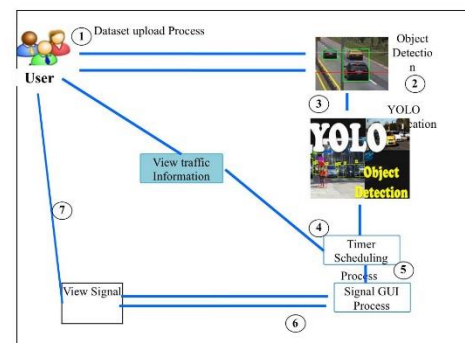 1
Dataset upload Process
User
Object
Detectio
n
2
3
YOLO
cation
YOLO
Object
Detection
View traffic
Information
7
4
Timer
Scheduling
Process
5
View Signal
Signal GUI
Process
6